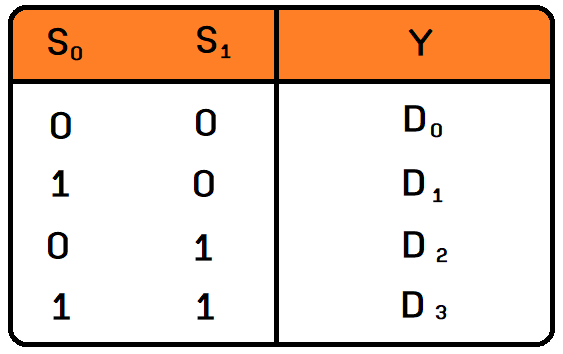 S₀ S₁ Y
0 0 D₀
1 0 D₁
0 1 D₂
1 1 D₃